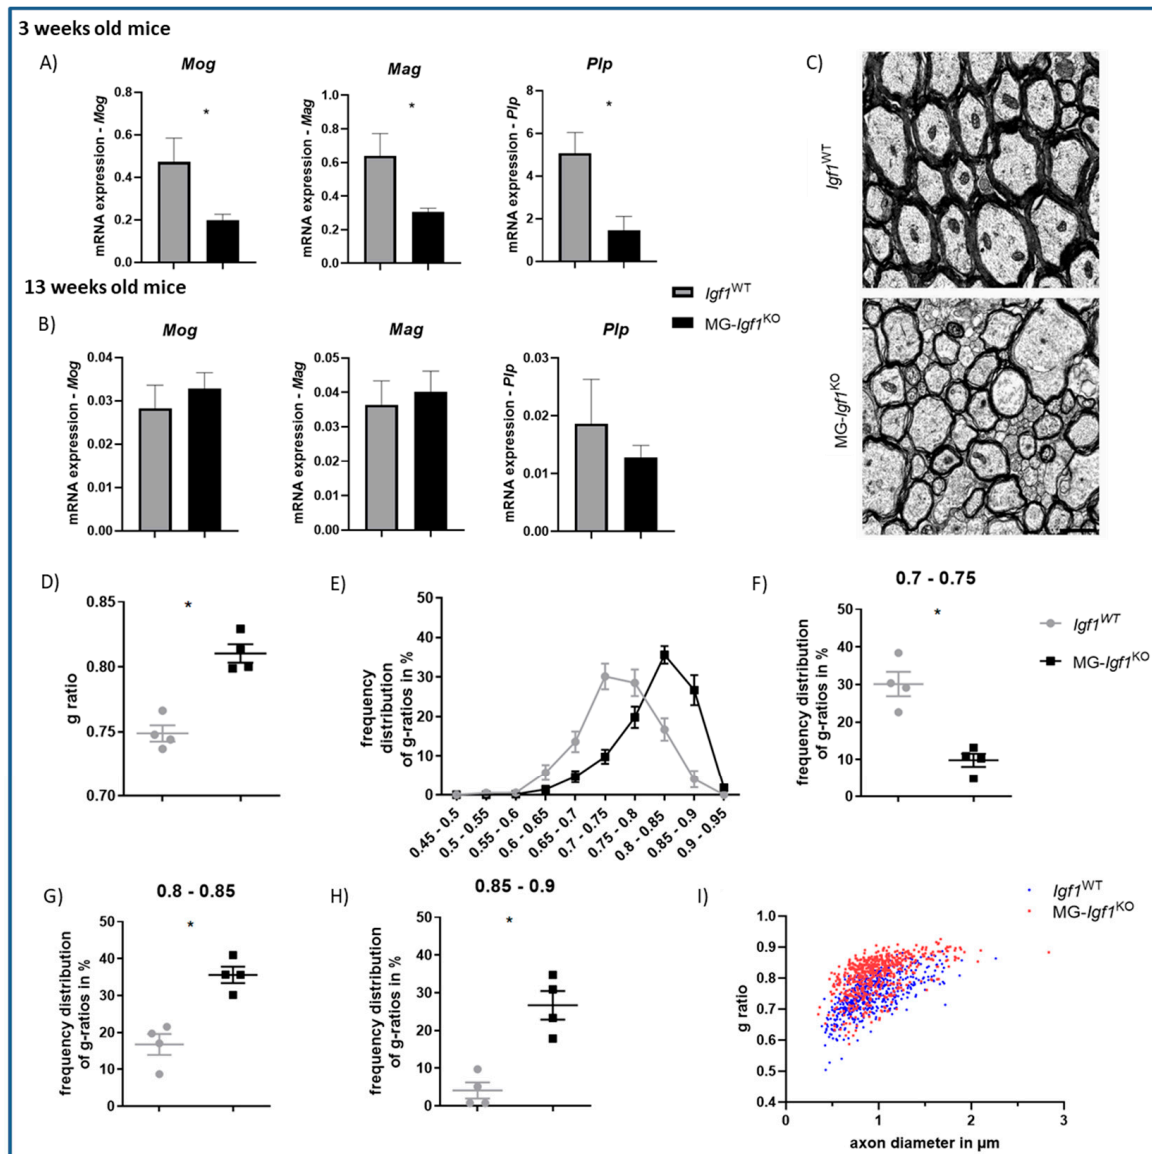 3 weeks old mice
A)
Mog
Mag
Plp
C)
mRNA expression - Mog
0.8
0.6
0.4
0.2
0.0
*
mRNA expression - Mag
1.0
0.8
0.6
0.4
0.2
0.0
*
mRNA expression - Plp
8
6
4
2
0
*
Igf1WT
MG-Igf1KO
13 weeks old mice
Igf1WT
MG-Igf1KO
B)
Mog
Mag
Plp
mRNA expression - Mog
0.04
0.03
0.02
0.01
0.00
mRNA expression - Mag
0.05
0.04
0.03
0.02
0.01
0.00
mRNA expression - Plp
0.03
0.02
0.01
0.00
D)
g ratio
0.85
0.80
0.75
0.70
*
E)
frequency
distribution
of g-ratios in %
50
40
30
20
10
0
0.45 - 0.5
0.5 - 0.55
0.55 - 0.6
0.6 - 0.65
0.65 - 0.7
0.7 - 0.75
0.75 - 0.8
0.8 - 0.85
0.85 - 0.9
0.9 - 0.95
F)
0.7 - 0.75
frequency distribution
of g-ratios in %
50
40
30
20
10
0
*
Igf1WT
MG-Igf1KO
G)
0.8 - 0.85
frequency distribution
of g-ratios in %
50
40
30
20
10
0
*
H)
0.85 - 0.9
frequency distribution
of g-ratios in %
50
40
30
20
10
0
*
I)
Igf1WT
MG-Igf1KO
g ratio
1.0
0.9
0.8
0.7
0.6
0.5
0.4
0 1 2 3
axon diameter in µm